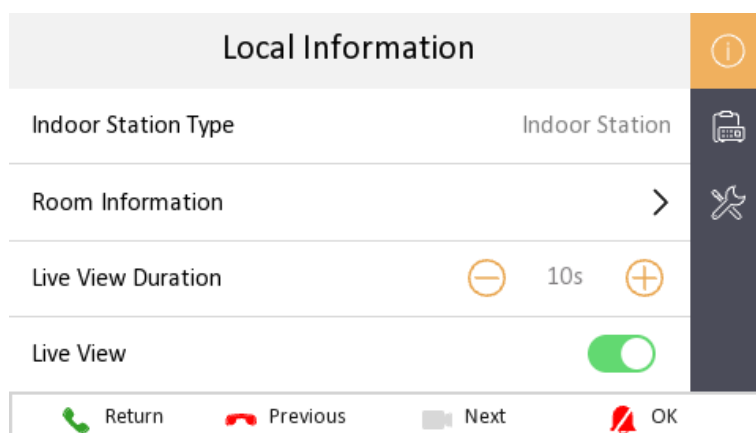 Local Information
Indoor Station Type Indoor Station
Room Information
Live View Duration 10s
Live View
Return Previous Next OK